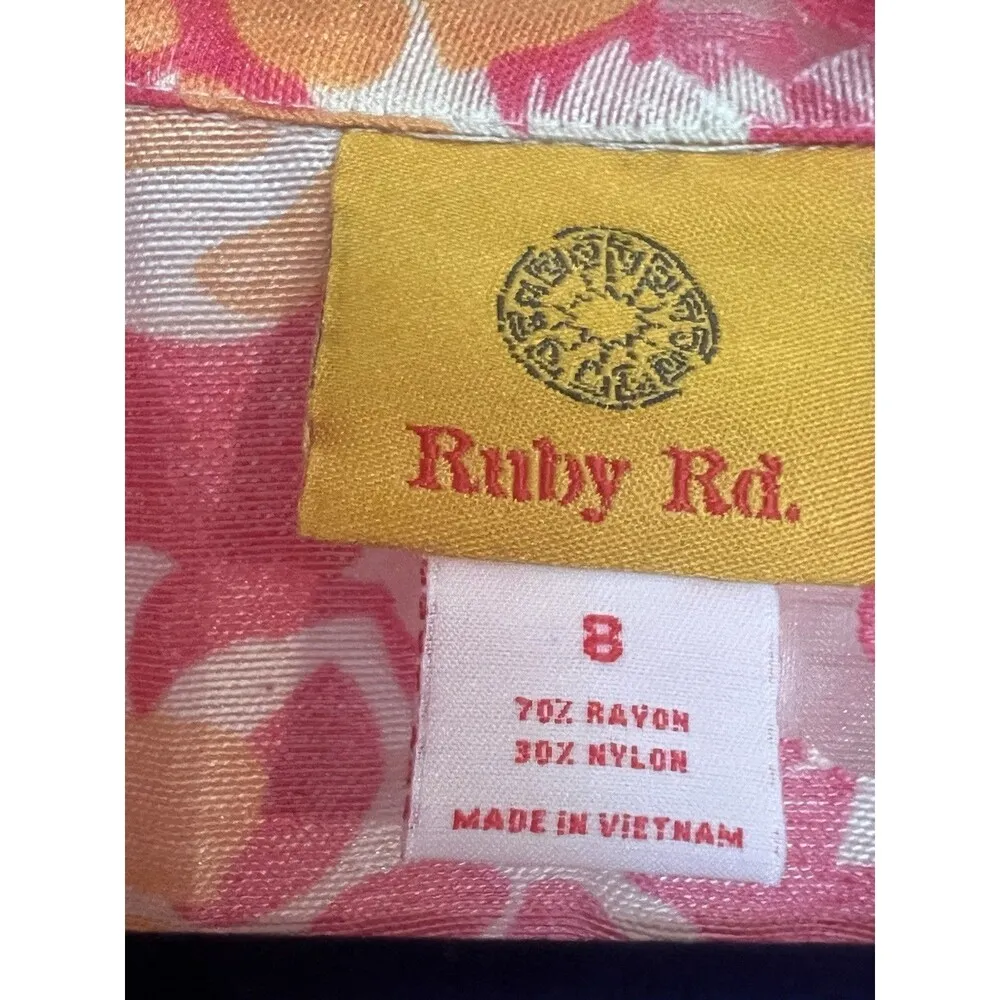 Ruby Rd.
8
70% RAYON
30% NYLON
MADE IN VIETNAM